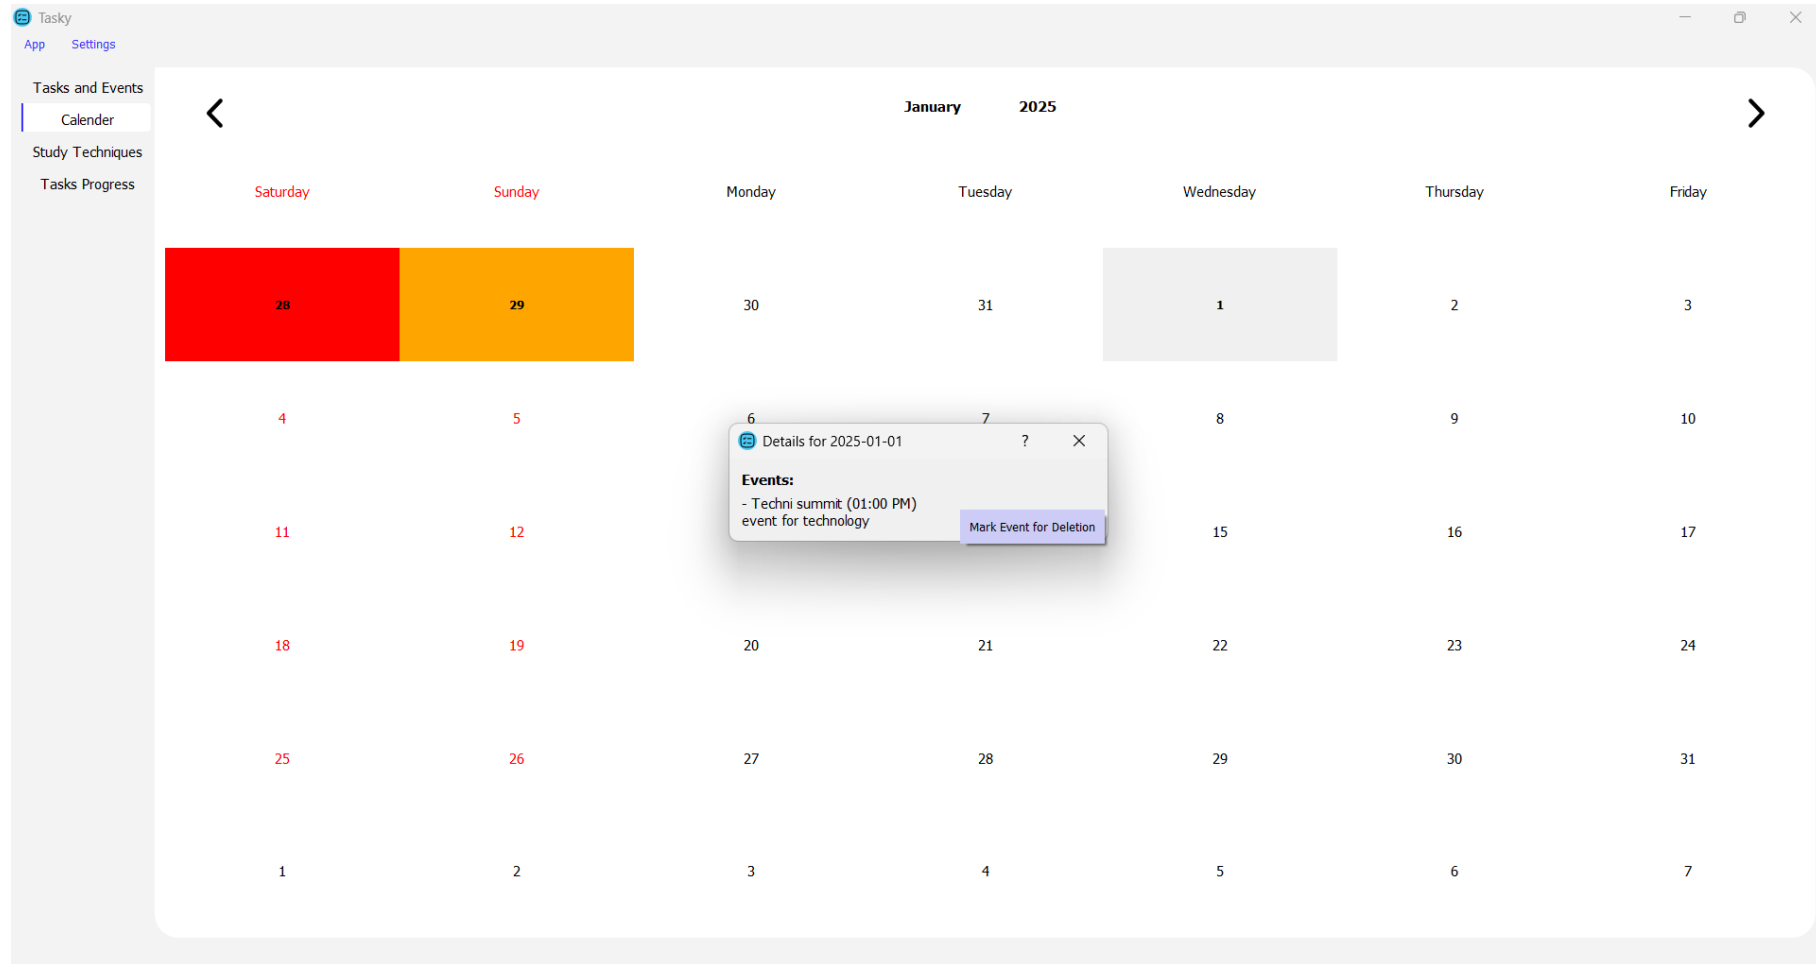 Tasky
App Settings
Tasks and Events
Calender
Study Techniques
Tasks Progress
January 2025
Saturday Sunday Monday Tuesday Wednesday Thursday Friday
28 29 30 31 1 2 3
4 5 6 7 8 9 10
Details for 2025-01-01 ?
Events:
- Techni summit (01:00 PM)
event for technology
Mark Event for Deletion
11 12 15 16 17
18 19 20 21 22 23 24
25 26 27 28 29 30 31
1 2 3 4 5 6 7